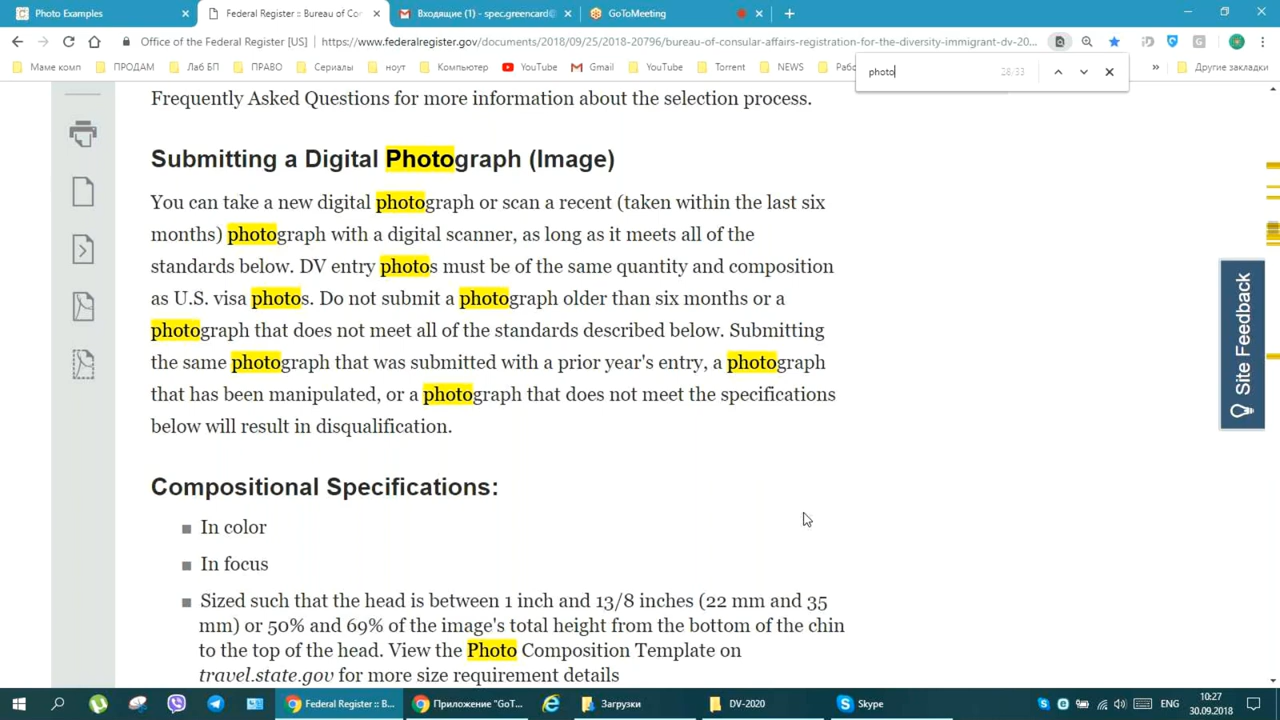 Photo Examples
Federal Register :: Bureau of Con
Входящие (1) - spec.greencard@
GoToMeeting
Office of the Federal Register [US]
https://www.federalregister.gov/documents/2018/09/25/2018-20796/bureau-of-consular-affairs-registration-for-the-diversity-immigrant-dv-20...
Маме комп
ПРОДАМ
Лаб БП
ПРАВО
Сериалы
ноут
Компьютер
YouTube
Gmail
YouTube
Torrent
NEWS
Рабо
Другие закладки
photo
28/33
Frequently Asked Questions for more information about the selection process.
Submitting a Digital Photograph (Image)
You can take a new digital photograph or scan a recent (taken within the last six
months) photograph with a digital scanner, as long as it meets all of the
standards below. DV entry photos must be of the same quantity and composition
as U.S. visa photos. Do not submit a photograph older than six months or a
photograph that does not meet all of the standards described below. Submitting
the same photograph that was submitted with a prior year's entry, a photograph
that has been manipulated, or a photograph that does not meet the specifications
below will result in disqualification.
Compositional Specifications:
In color
In focus
Sized such that the head is between 1 inch and 13/8 inches (22 mm and 35
mm) or 50% and 69% of the image's total height from the bottom of the chin
to the top of the head. View the Photo Composition Template on
travel.state.gov for more size requirement details
Site Feedback
Federal Register :: B...
Приложение "GoT...
Загрузки
DV-2020
Skype
ENG
10:27
30.09.2018